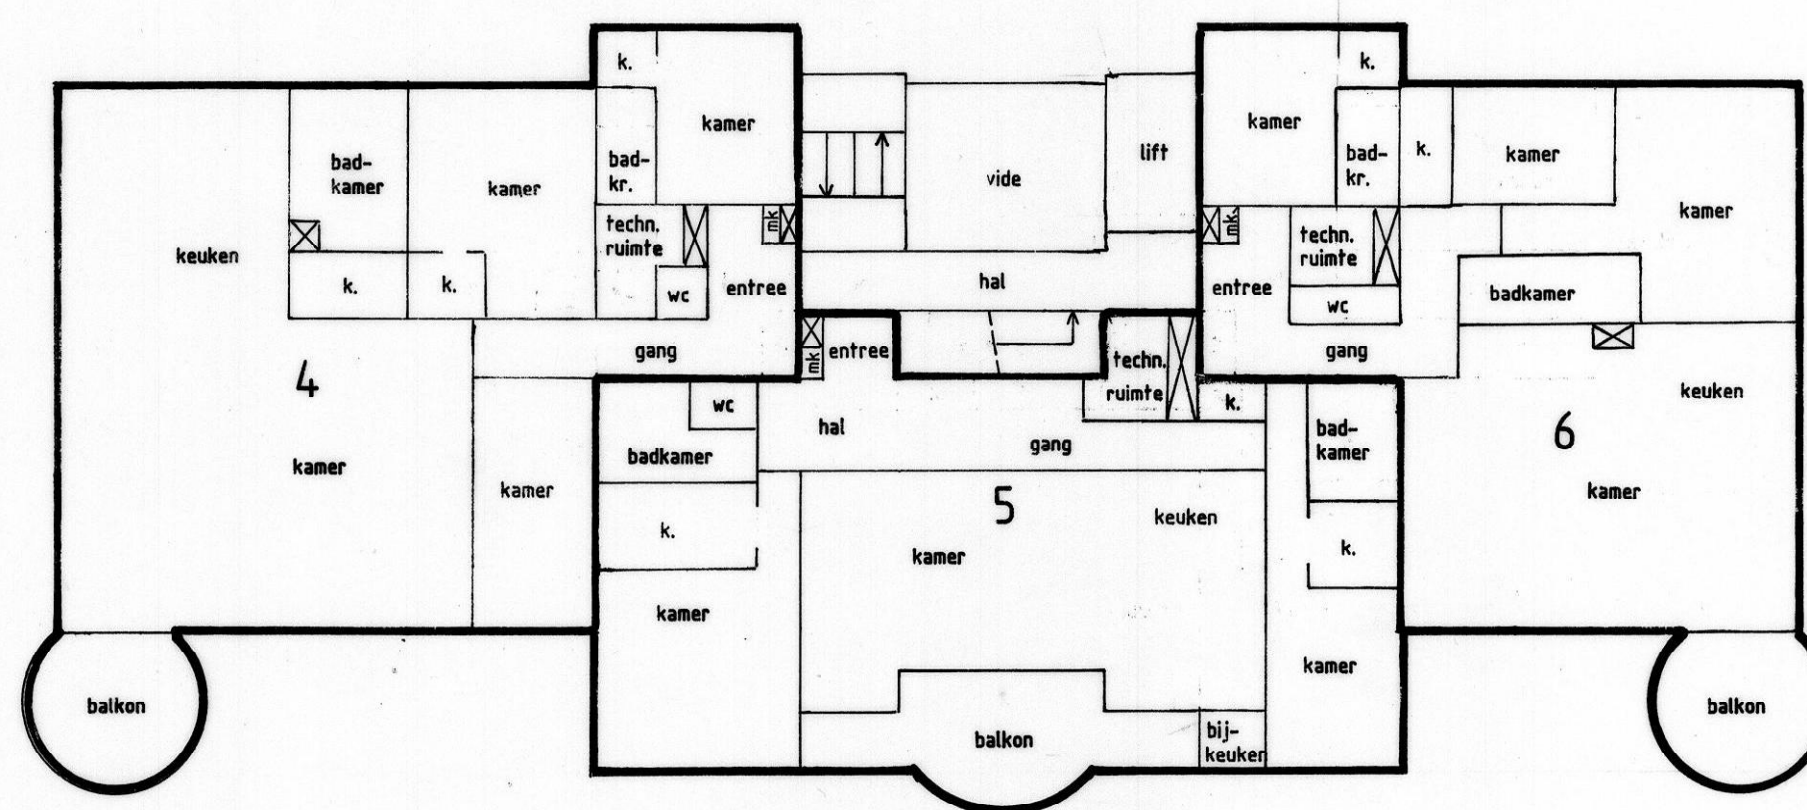 k.
kamer
bad-
kr.
techn.
ruimte
mk
wc
entree
bad-
kamer
kamer
keuken
k.
k.
gang
4
kamer
kamer
balkon
vide
lift
hal
mk
entree
techn.
ruimte
k.
wc
hal
gang
badkamer
k.
kamer
5
keuken
kamer
balkon
bij-
keuken
bad-
kamer
k.
kamer
kamer
k.
bad-
kr.
k.
kamer
kamer
mk.
techn.
ruimte
entree
wc
badkamer
gang
keuken
6
kamer
balkon